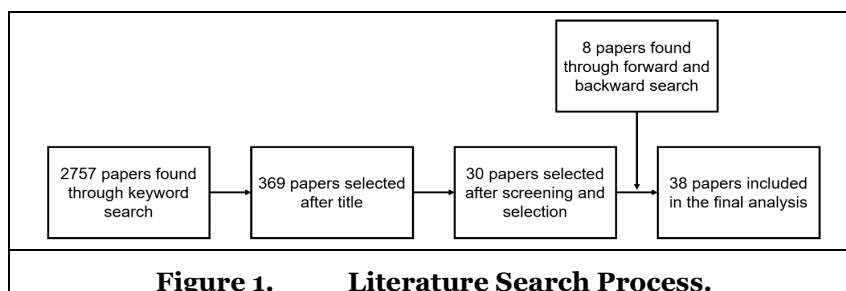 8 papers found
through forward and
backward search
2757 papers found
through keyword
search
369 papers selected
after title
30 papers selected
after screening and
selection
38 papers included
in the final analysis
Figure 1. Literature Search Process.